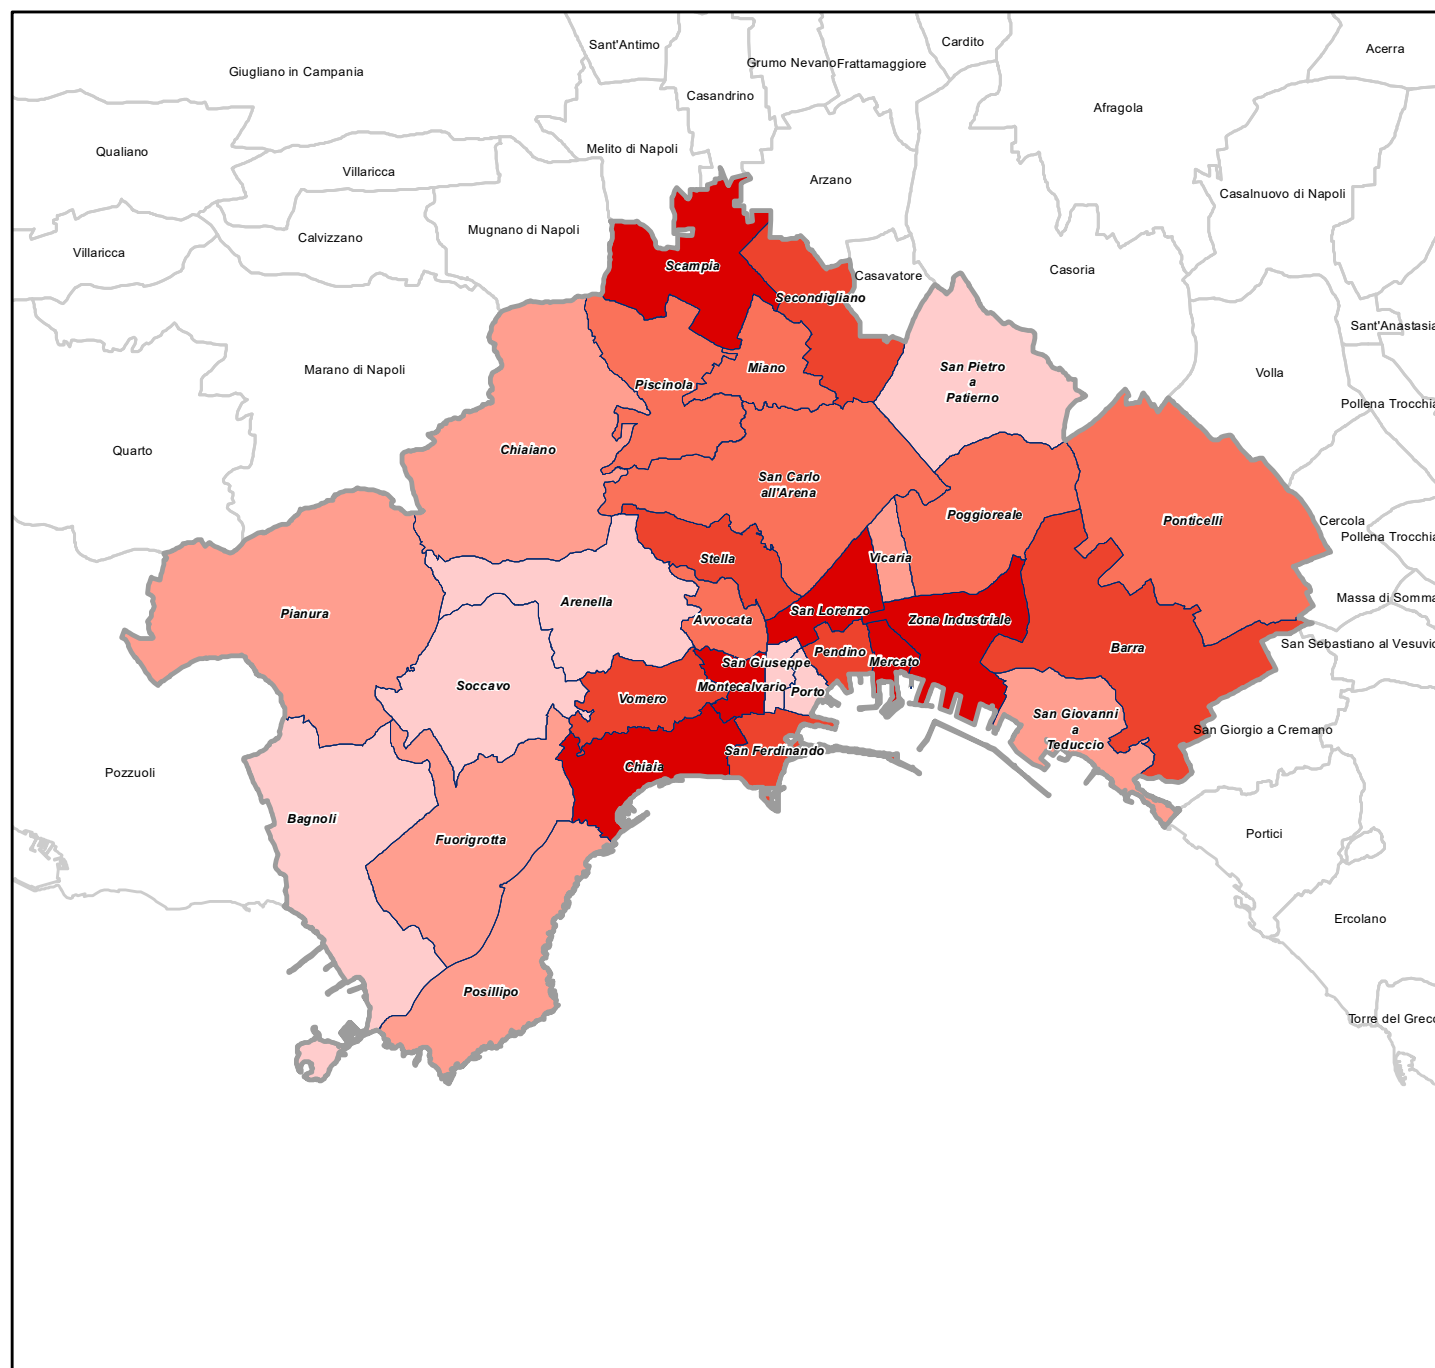 Sant'Antimo
Cardito
Acerra
Grumo Nevano
Frattamaggiore
Giugliano in Campania
Casandrino
Afragola
Qualiano
Melito di Napoli
Villaricca
Arzano
Casalnuovo di Napoli
Mugnano di Napoli
Calvizzano
Villaricca
Scampia
Casavatore
Casoria
Secondigliano
Sant'Anastasia
Marano di Napoli
Piscinola
Miano
San Pietro
a
Patierno
Volla
Pollena Trocchia
Quarto
Chiaiano
San Carlo
all'Arena
Poggioreale
Ponticelli
Cercola
Pollena Trocchia
Stella
Vicaria
Massa di Somma
Pianura
Arenella
Avvocata
San Lorenzo
Zona Industriale
Barra
San Sebastiano al Vesuvio
Pendino
San Giuseppe
Mercato
Soccavo
Vomero
Montecalvario
Porto
San Giovanni
a
Teduccio
San Giorgio a Cremano
San Ferdinando
Pozzuoli
Chiaia
Bagnoli
Fuorigrotta
Portici
Ercolano
Posillipo
Torre del Greco